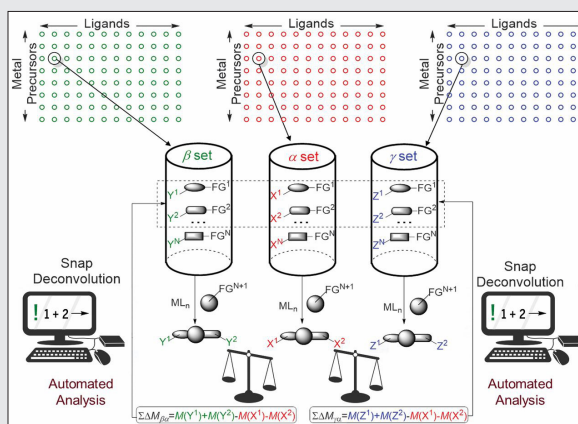 Ligands
Ligands
Ligands
Metal
Precursors
Metal
Precursors
Metal
Precursors
β set
α set
γ set
Y¹ FG¹
X¹ FG¹
Z¹ FG¹
Y² FG²
X² FG²
Z² FG²
...
...
...
Yᴺ FGᴺ
Xᴺ FGᴺ
Zᴺ FGᴺ
Snap
Deconvolution
! 1 + 2
Automated
Analysis
Snap
Deconvolution
! 1 + 2
Automated
Analysis
MLₙ FGᴺ⁺¹
MLₙ FGᴺ⁺¹
MLₙ FGᴺ⁺¹
Y¹ Y²
X¹ X²
Z¹ Z²
ΣΔM_βα=M(Y¹)+M(Y²)-M(X¹)-M(X²)
ΣΔM_γα=M(Z¹)+M(Z²)-M(X¹)-M(X²)